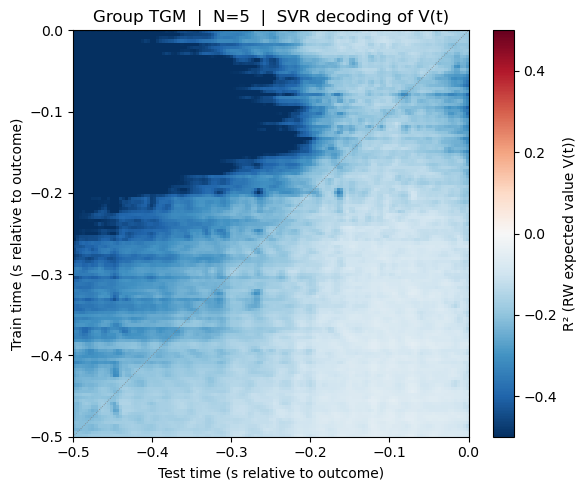 Group TGM | N=5 | SVR decoding of V(t)
0.0
−0.1
−0.2
−0.3
−0.4
−0.5
Train time (s relative to outcome)
−0.5 −0.4 −0.3 −0.2 −0.1 0.0
Test time (s relative to outcome)
0.4
0.2
0.0
−0.2
−0.4
R² (RW expected value V(t))